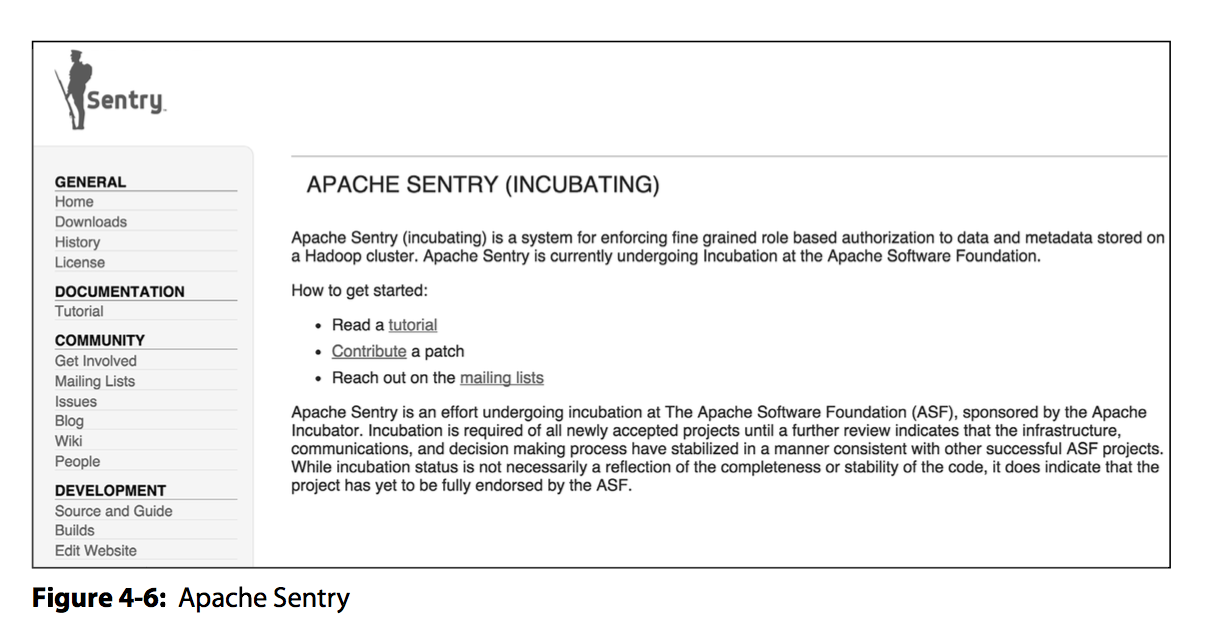 Sentry™
GENERAL
Home
Downloads
History
License
DOCUMENTATION
Tutorial
COMMUNITY
Get Involved
Mailing Lists
Issues
Blog
Wiki
People
DEVELOPMENT
Source and Guide
Builds
Edit Website
APACHE SENTRY (INCUBATING)
Apache Sentry (incubating) is a system for enforcing fine grained role based authorization to data and metadata stored on
a Hadoop cluster. Apache Sentry is currently undergoing Incubation at the Apache Software Foundation.
How to get started:
• Read a tutorial
• Contribute a patch
• Reach out on the mailing lists
Apache Sentry is an effort undergoing incubation at The Apache Software Foundation (ASF), sponsored by the Apache
Incubator. Incubation is required of all newly accepted projects until a further review indicates that the infrastructure,
communications, and decision making process have stabilized in a manner consistent with other successful ASF projects.
While incubation status is not necessarily a reflection of the completeness or stability of the code, it does indicate that the
project has yet to be fully endorsed by the ASF.
Figure 4-6: Apache Sentry